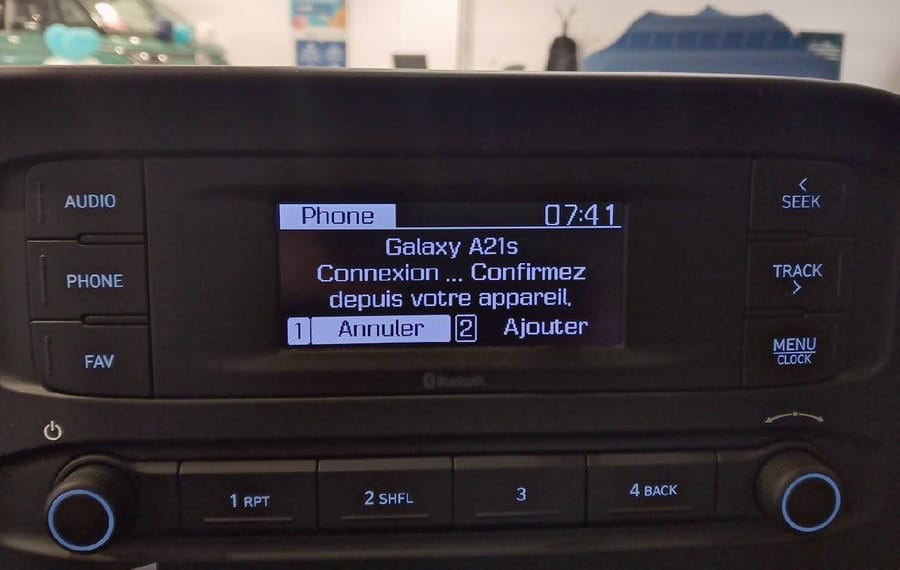 Phone 07:41
Galaxy A21s
Connexion ... Confirmez
depuis votre appareil.
1 Annuler 2 Ajouter
AUDIO
PHONE
FAV
SEEK
TRACK
MENU
CLOCK
Bluetooth
1 RPT
2 SHFL
3
4 BACK